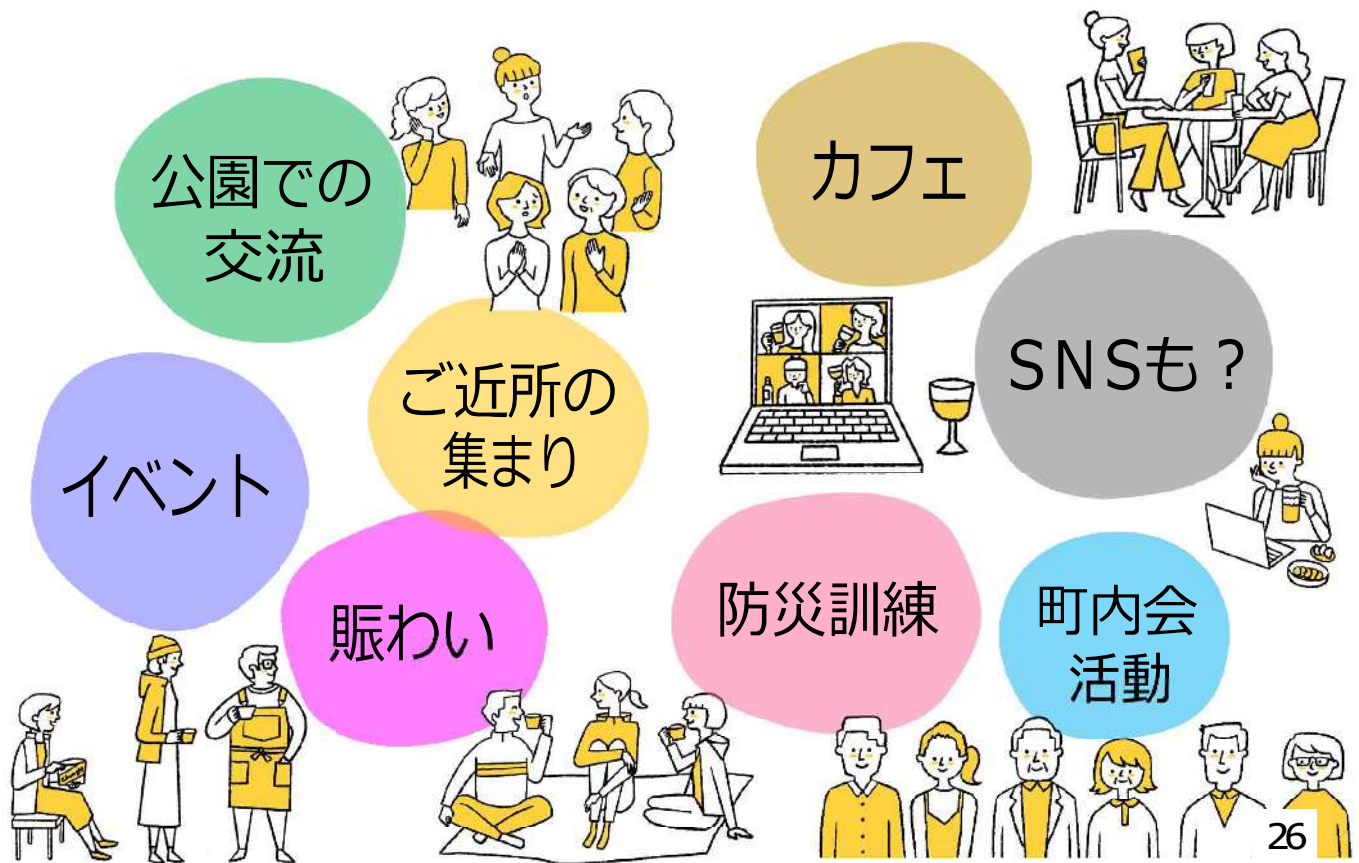 公園での
交流
カフェ
ご近所の
集まり
SNSも？
イベント
賑わい
防災訓練
町内会
活動
26